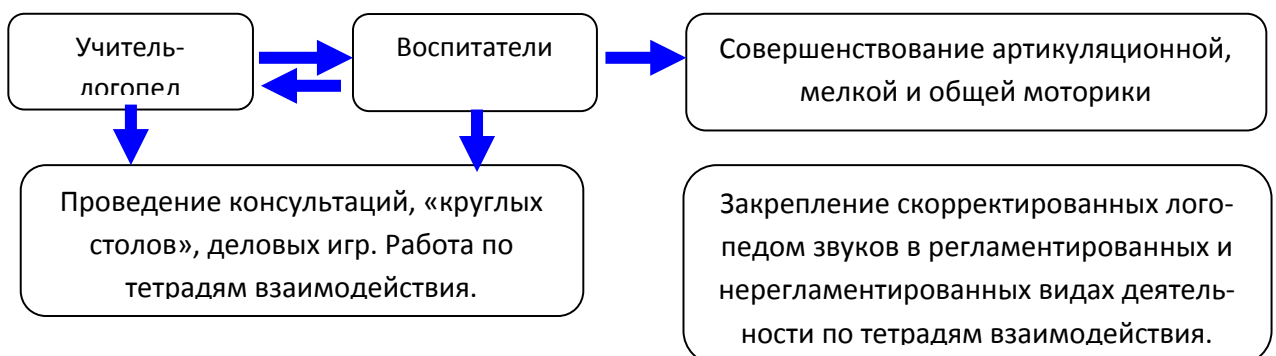 Учитель-
логопед
Воспитатели
Совершенствование артикуляционной,
мелкой и общей моторики
Проведение консультаций, «круглых
столов», деловых игр. Работа по
тетрадям взаимодействия.
Закрепление скорректированных лого-
педом звуков в регламентированных и
нерегламентированных видах деятель-
ности по тетрадям взаимодействия.